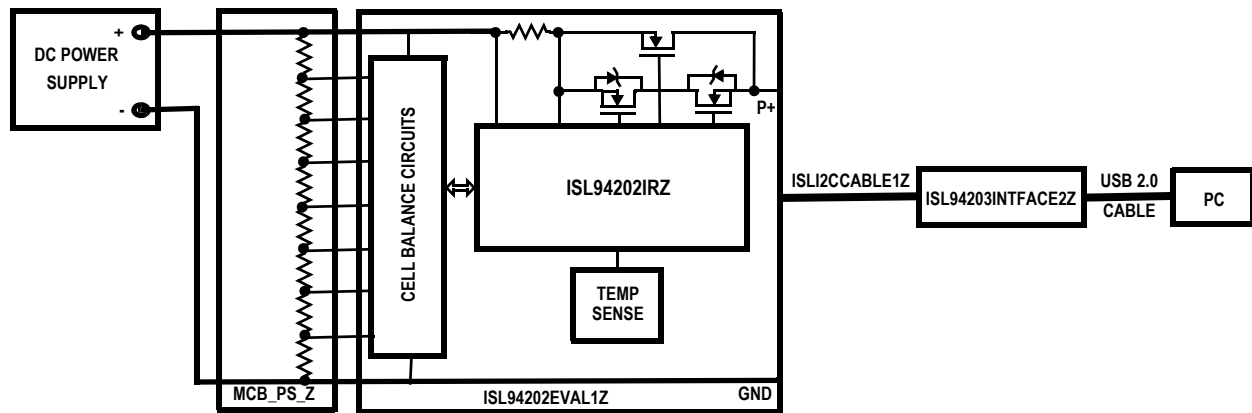 DC POWER
SUPPLY
+
-
MCB_PS_Z
CELL BALANCE CIRCUITS
ISL94202IRZ
TEMP
SENSE
P+
ISL94202EVAL1Z
GND
ISLI2CCABLE1Z
ISL94203INTFACE2Z
USB 2.0
CABLE
PC